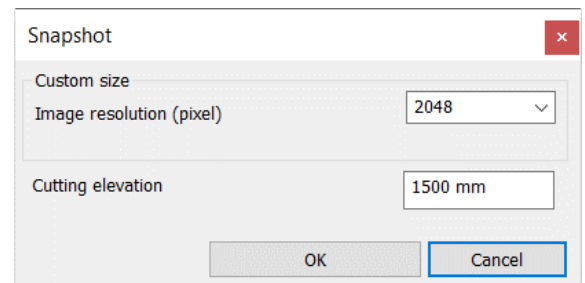 Snapshot
Custom size
Image resolution (pixel)
2048
Cutting elevation
1500 mm
OK
Cancel